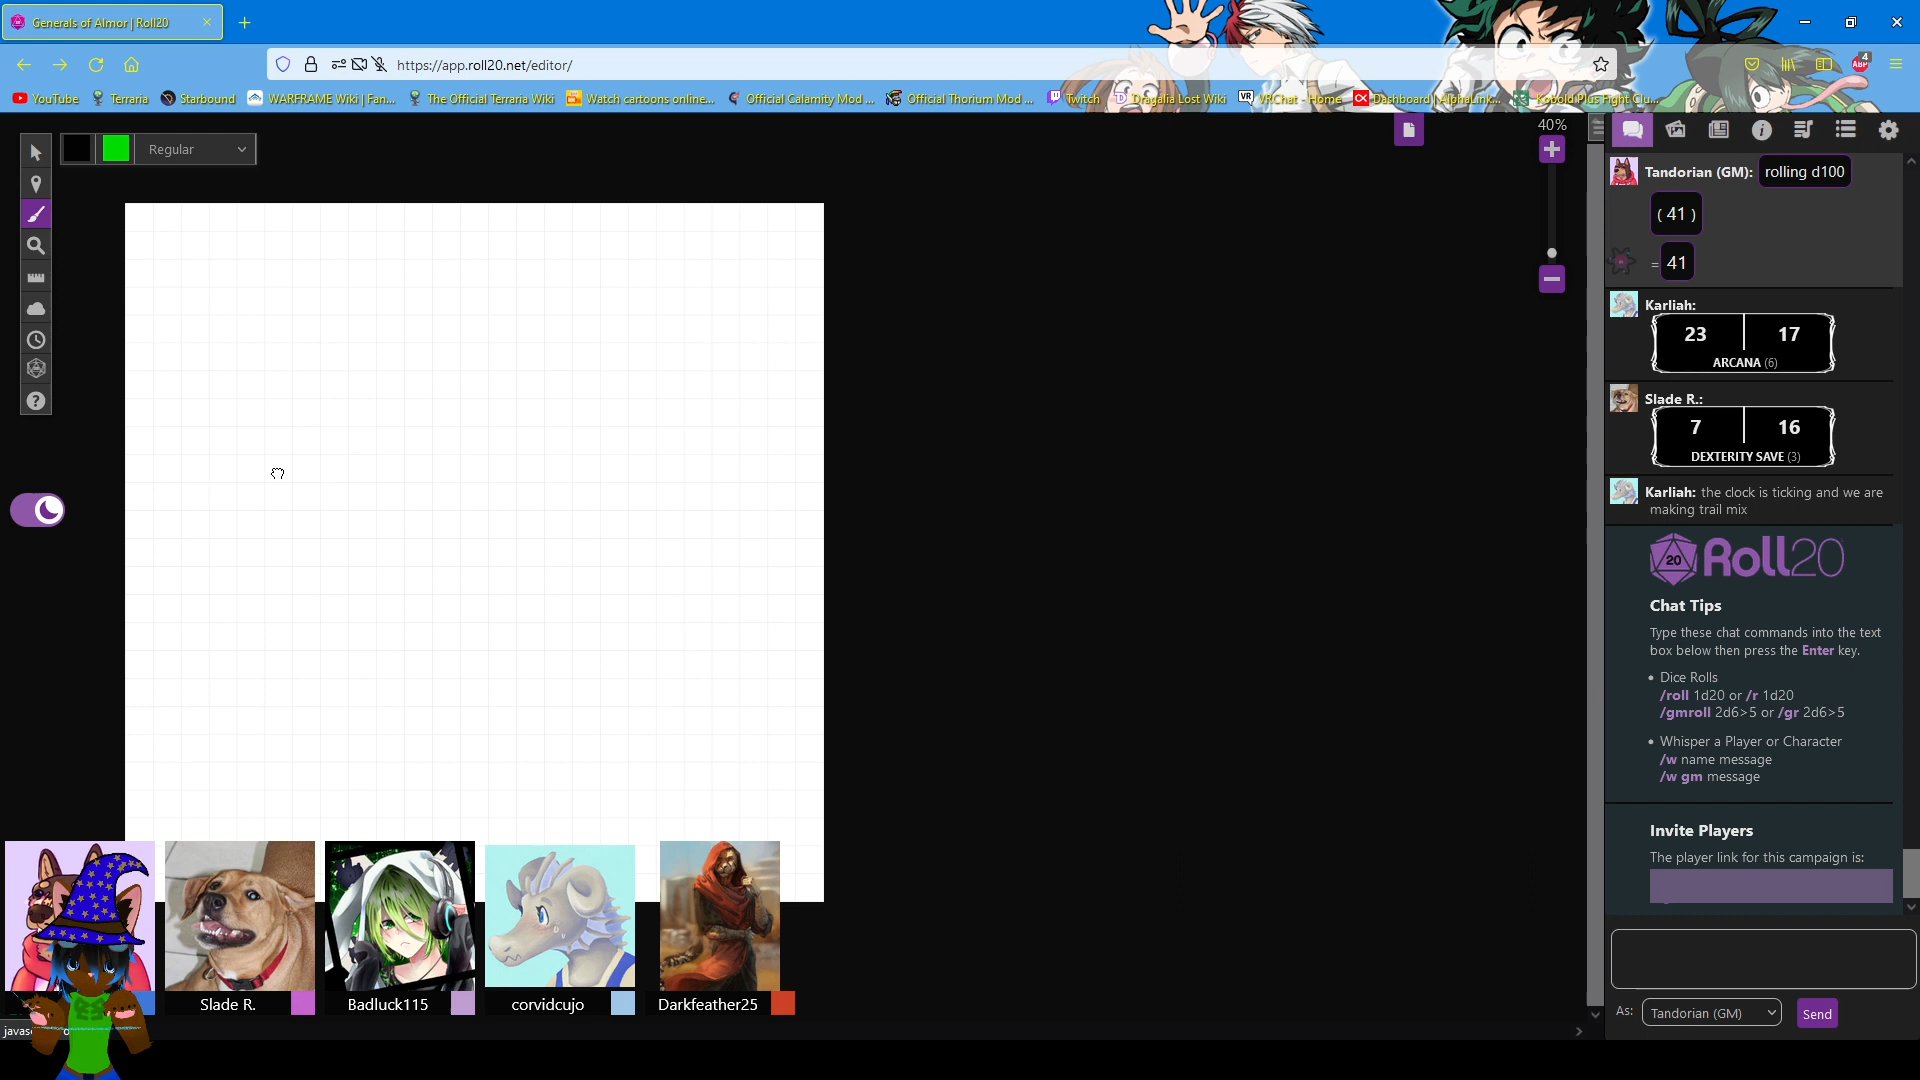 Generals of Almor | Roll20
https://app.roll20.net/editor/
ABP
4
YouTube
Terraria
Starbound
WARFRAME Wiki | Fan...
The Official Terraria Wiki
Watch cartoons online...
Official Calamity Mod ...
Official Thorium Mod ...
Twitch
Dragalia Lost Wiki
VRChat - Home
Dashboard | AlphaLink...
Kobold Plus Fight Clu...
Regular
40%
Tandorian (GM): rolling d100
( 41 )
= 41
Karliah:
23 17
ARCANA (6)
Slade R.:
7 16
DEXTERITY SAVE (3)
Karliah: the clock is ticking and we are
making trail mix
20 Roll20
Chat Tips
Type these chat commands into the text
box below then press the Enter key.
• Dice Rolls
/roll 1d20 or /r 1d20
/gmroll 2d6>5 or /gr 2d6>5
• Whisper a Player or Character
/w name message
/w gm message
Invite Players
The player link for this campaign is:
Slade R.
Badluck115
corvidcujo
Darkfeather25
As: Tandorian (GM) Send